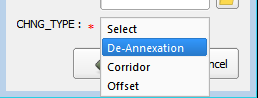 CHNG_TYPE : *
Select
De-Annexation
Corridor
Offset